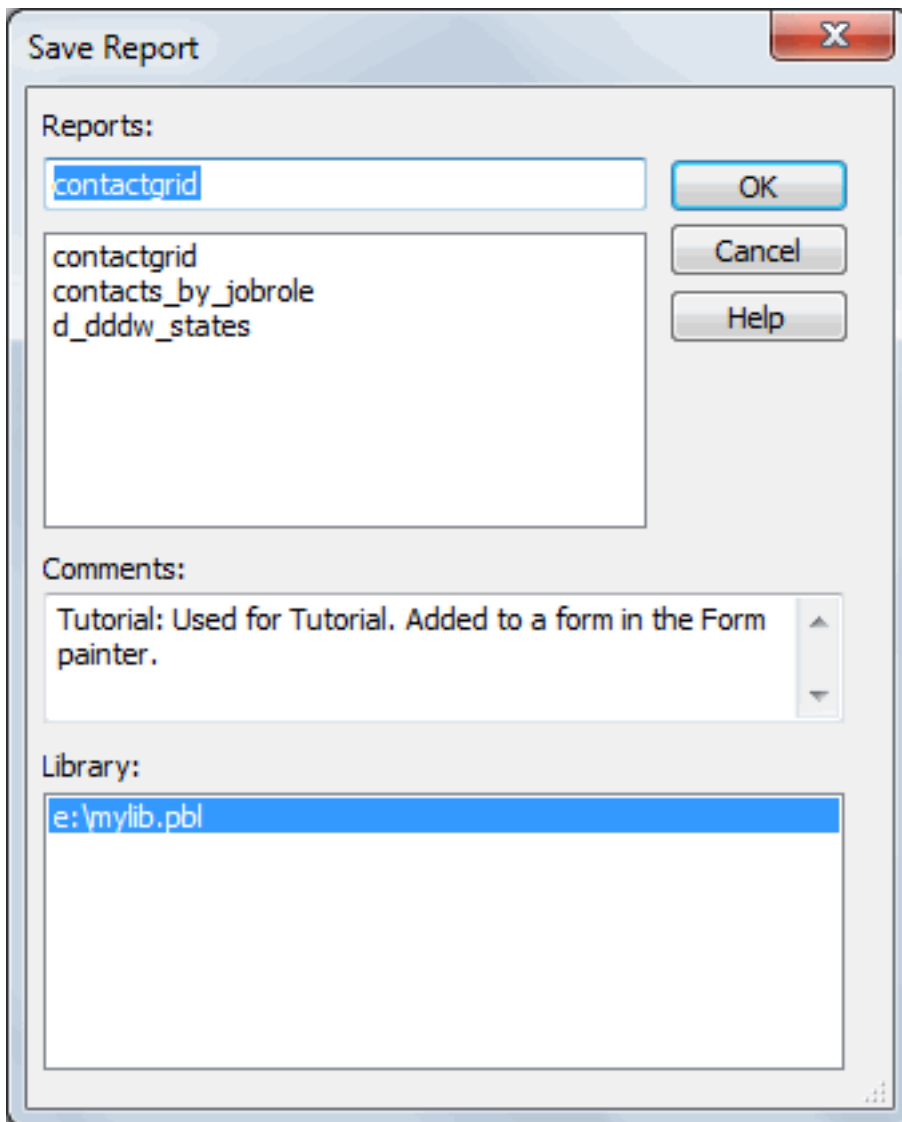 Save Report
Reports:
contactgrid
OK
contactgrid
contacts_by_jobrole
d_dddw_states
Cancel
Help
Comments:
Tutorial: Used for Tutorial. Added to a form in the Form
painter.
Library:
e:\mylib.pbl